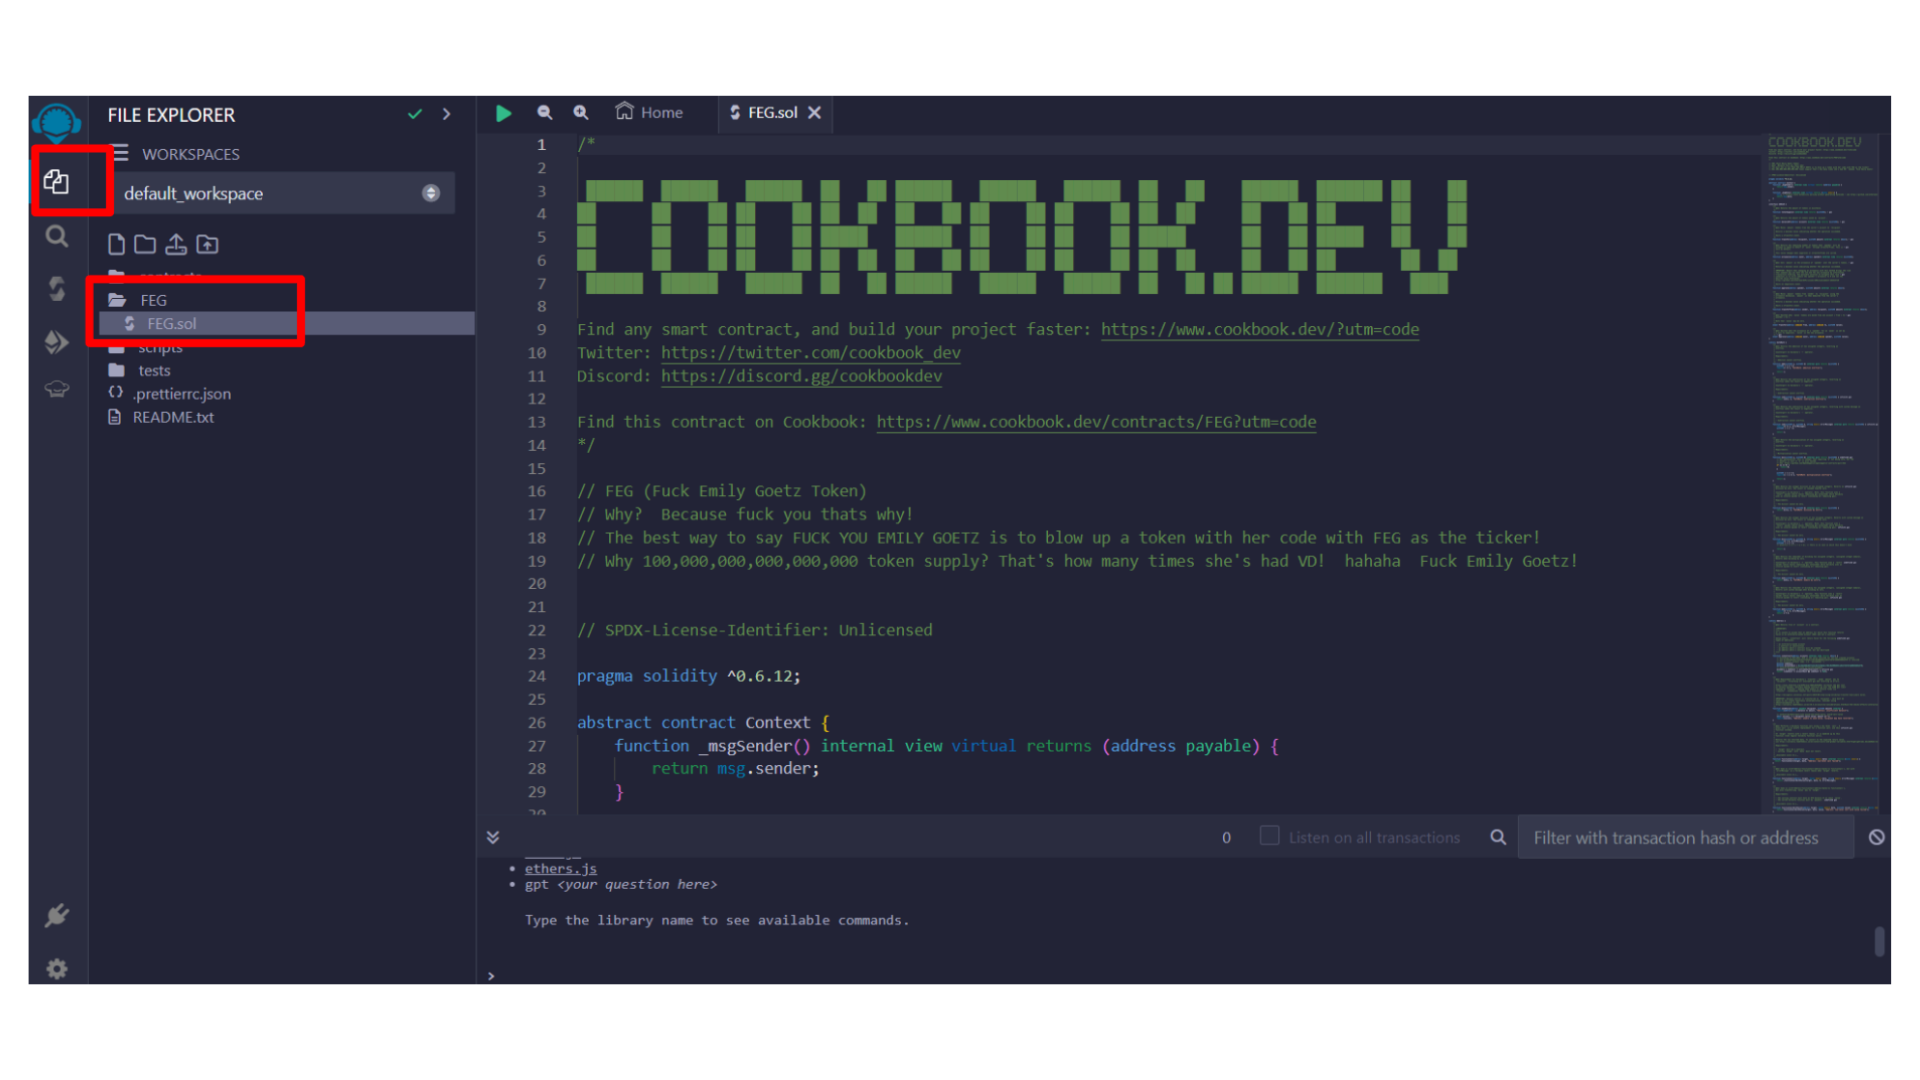 FILE EXPLORER
WORKSPACES
default_workspace
contracts
FEG
FEG.sol
scripts
tests
{} .prettierrc.json
README.txt
Home
FEG.sol
1 /*
2
3
4
5
6
7
COOKBOOK.DEV
8
9 Find any smart contract, and build your project faster: https://www.cookbook.dev/?utm=code
10 Twitter: https://twitter.com/cookbook_dev
11 Discord: https://discord.gg/cookbookdev
12
13 Find this contract on Cookbook: https://www.cookbook.dev/contracts/FEG?utm=code
14 */
15
16 // FEG (Fuck Emily Goetz Token)
17 // Why?  Because fuck you thats why!
18 // The best way to say FUCK YOU EMILY GOETZ is to blow up a token with her code with FEG as the ticker!
19 // Why 100,000,000,000,000,000 token supply? That's how many times she's had VD!  hahaha  Fuck Emily Goetz!
20
21
22 // SPDX-License-Identifier: Unlicensed
23
24 pragma solidity ^0.6.12;
25
26 abstract contract Context {
27     function _msgSender() internal view virtual returns (address payable) {
28         return msg.sender;
29     }
COOKBOOK.DEV
0
Listen on all transactions
Filter with transaction hash or address
• ethers.js
• gpt <your question here>
Type the library name to see available commands.
>